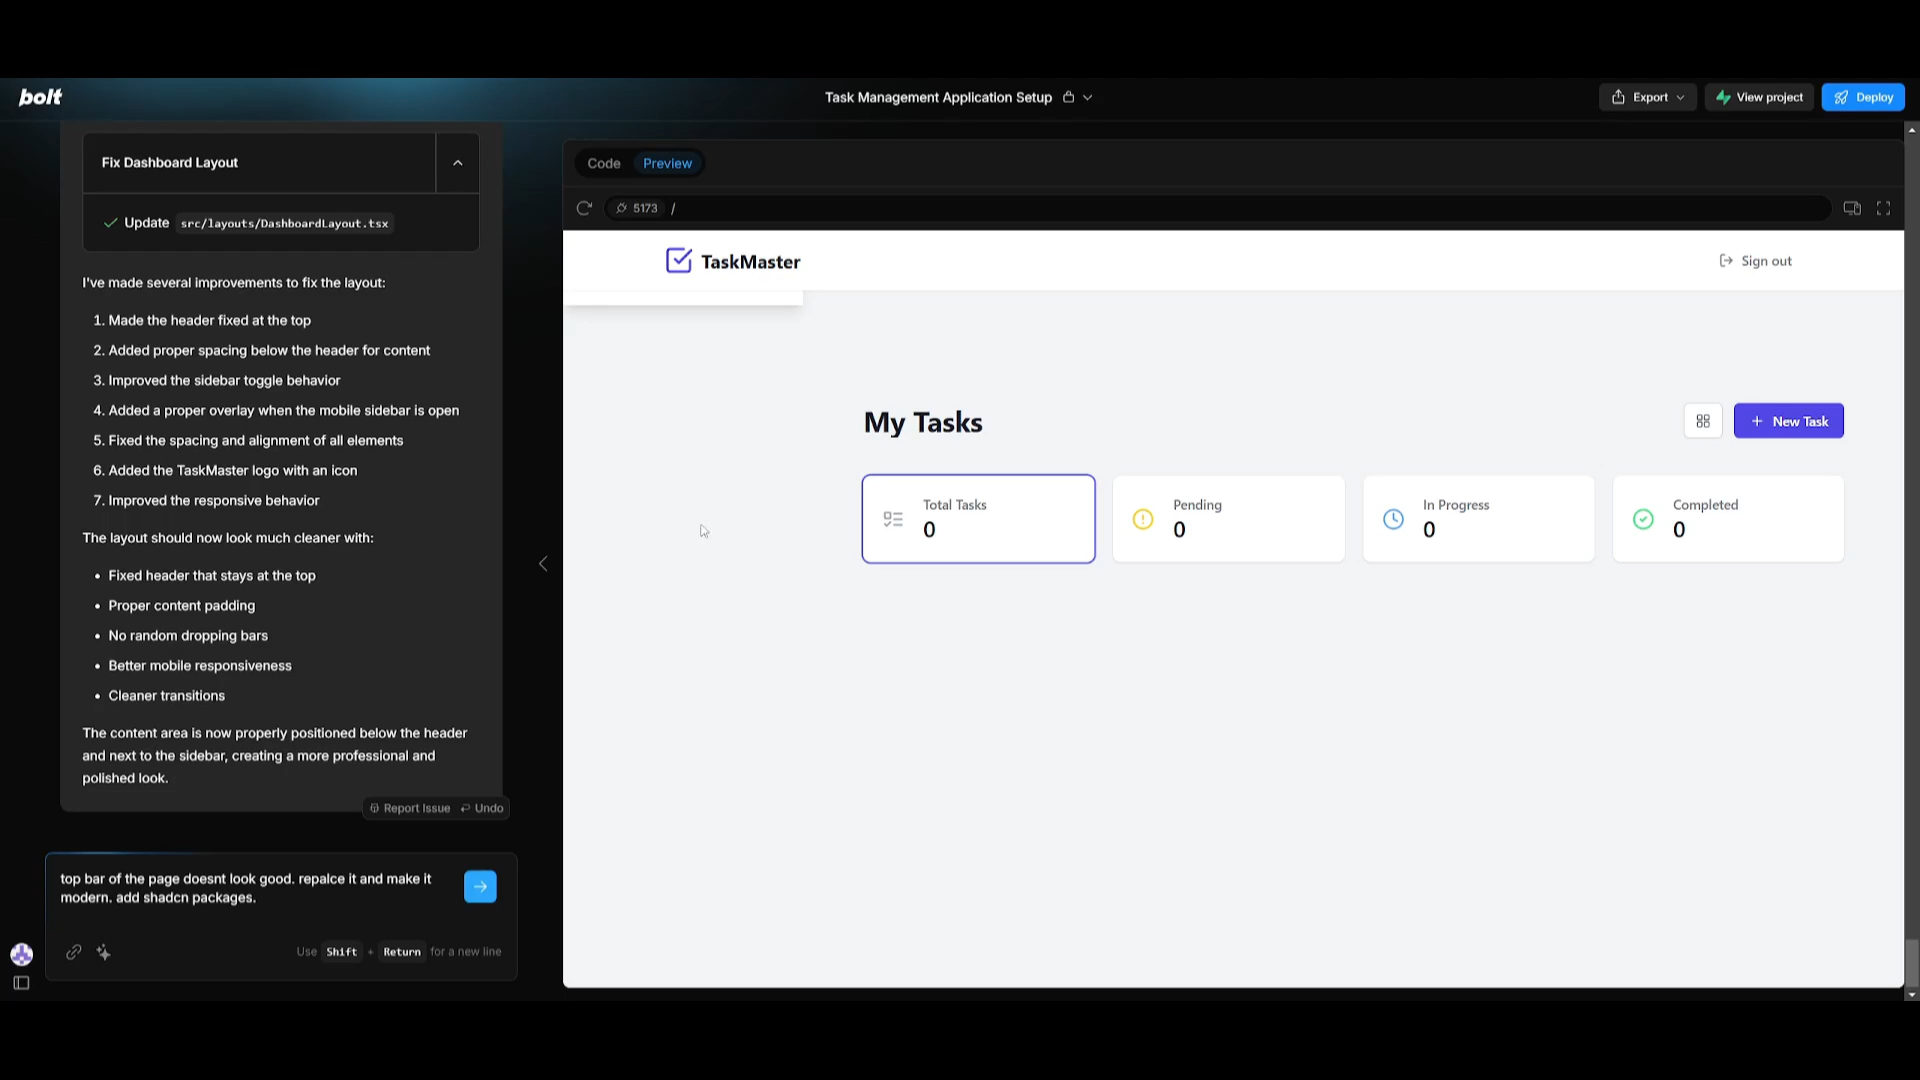 bolt
Task Management Application Setup
Export
View project
Deploy
Fix Dashboard Layout
Update src/layouts/DashboardLayout.tsx
I've made several improvements to fix the layout:
1. Made the header fixed at the top
2. Added proper spacing below the header for content
3. Improved the sidebar toggle behavior
4. Added a proper overlay when the mobile sidebar is open
5. Fixed the spacing and alignment of all elements
6. Added the TaskMaster logo with an icon
7. Improved the responsive behavior
The layout should now look much cleaner with:
• Fixed header that stays at the top
• Proper content padding
• No random dropping bars
• Better mobile responsiveness
• Cleaner transitions
The content area is now properly positioned below the header
and next to the sidebar, creating a more professional and
polished look.
Report Issue
Undo
top bar of the page doesnt look good. repalce it and make it
modern. add shadcn packages.
Use Shift + Return for a new line
Code
Preview
5173 /
TaskMaster
Sign out
My Tasks
+ New Task
Total Tasks
0
Pending
0
In Progress
0
Completed
0